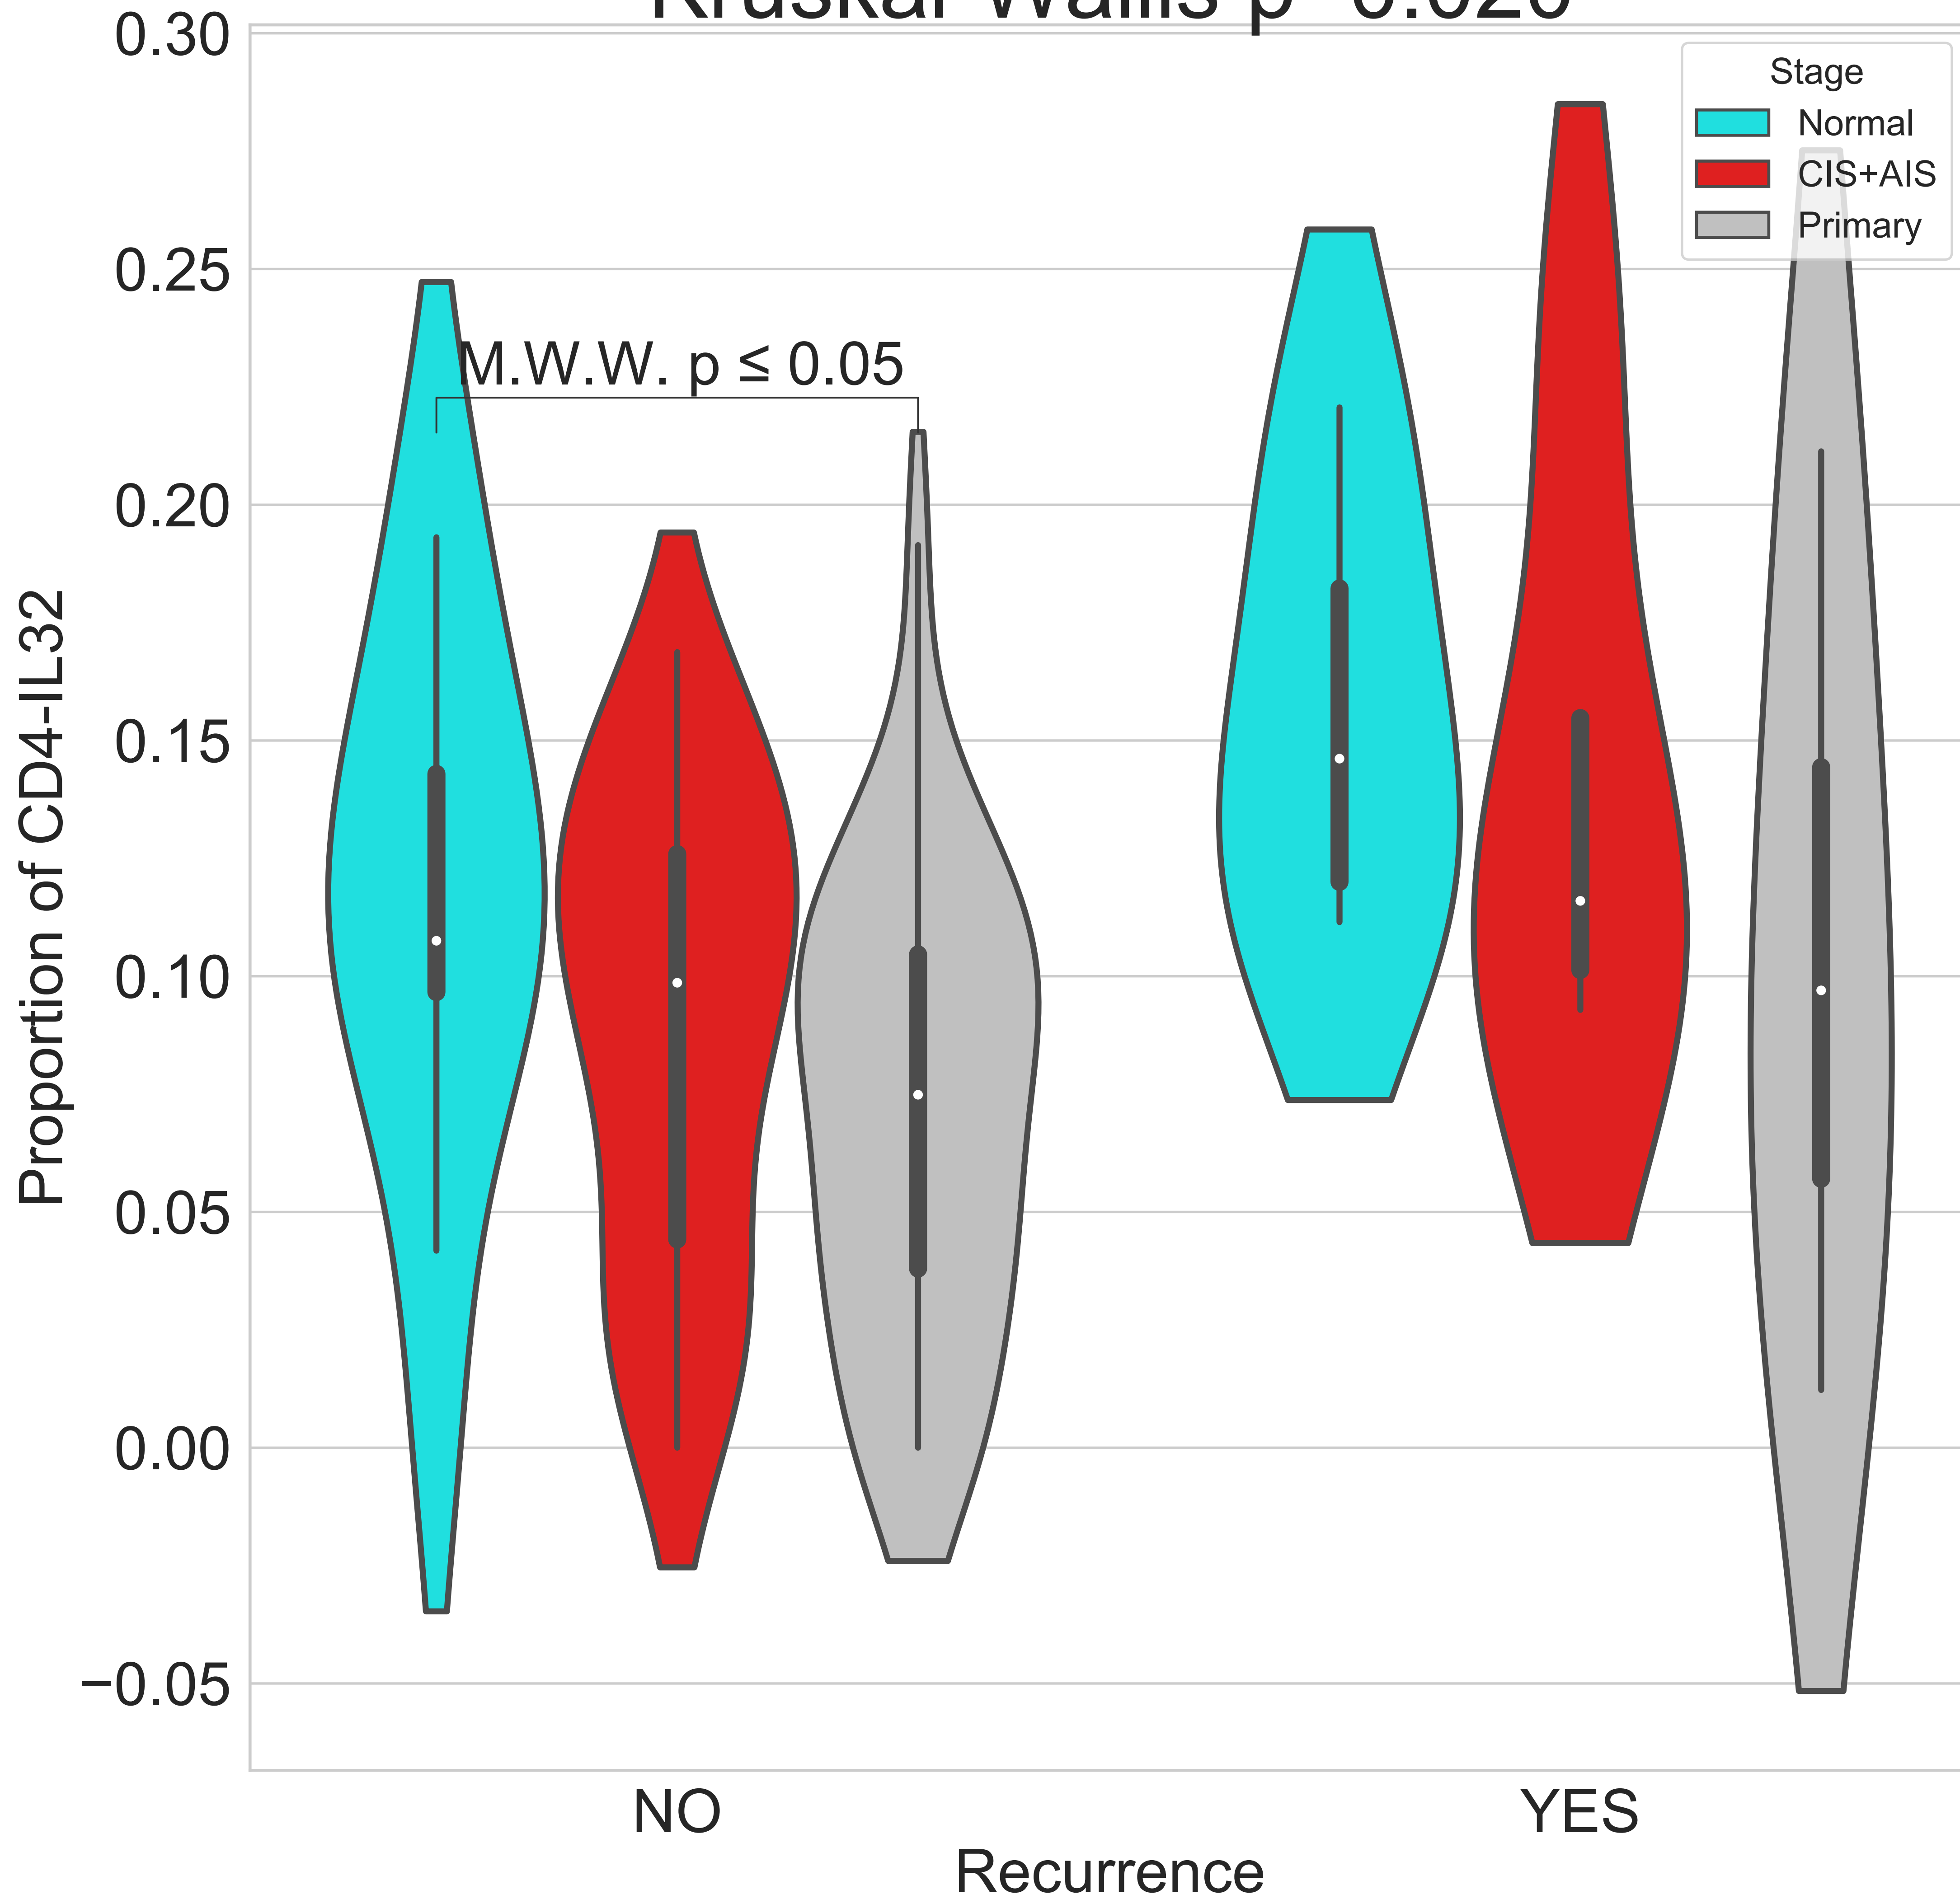 0.30
0.25
0.20
0.15
0.10
0.05
0.00
−0.05
Proportion of CD4-IL32
M.W.W. p ≤ 0.05
Stage
Normal
CIS+AIS
Primary
NO
YES
Recurrence